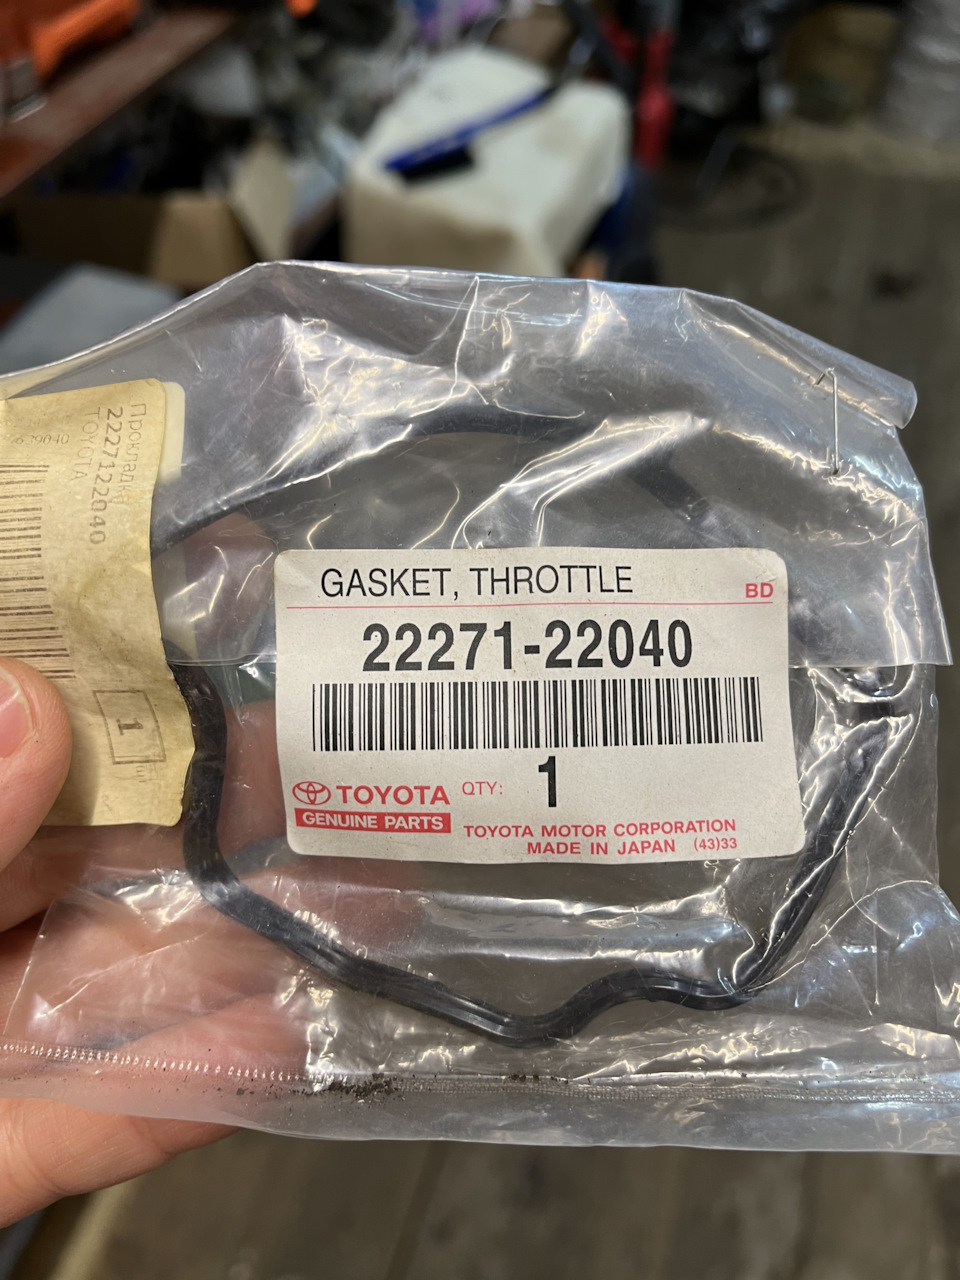 GASKET, THROTTLE
BD
22271-22040
TOYOTA
GENUINE PARTS
QTY:
1
TOYOTA MOTOR CORPORATION
MADE IN JAPAN (43)33
Прокладка
2227122040
TOYOTA
1